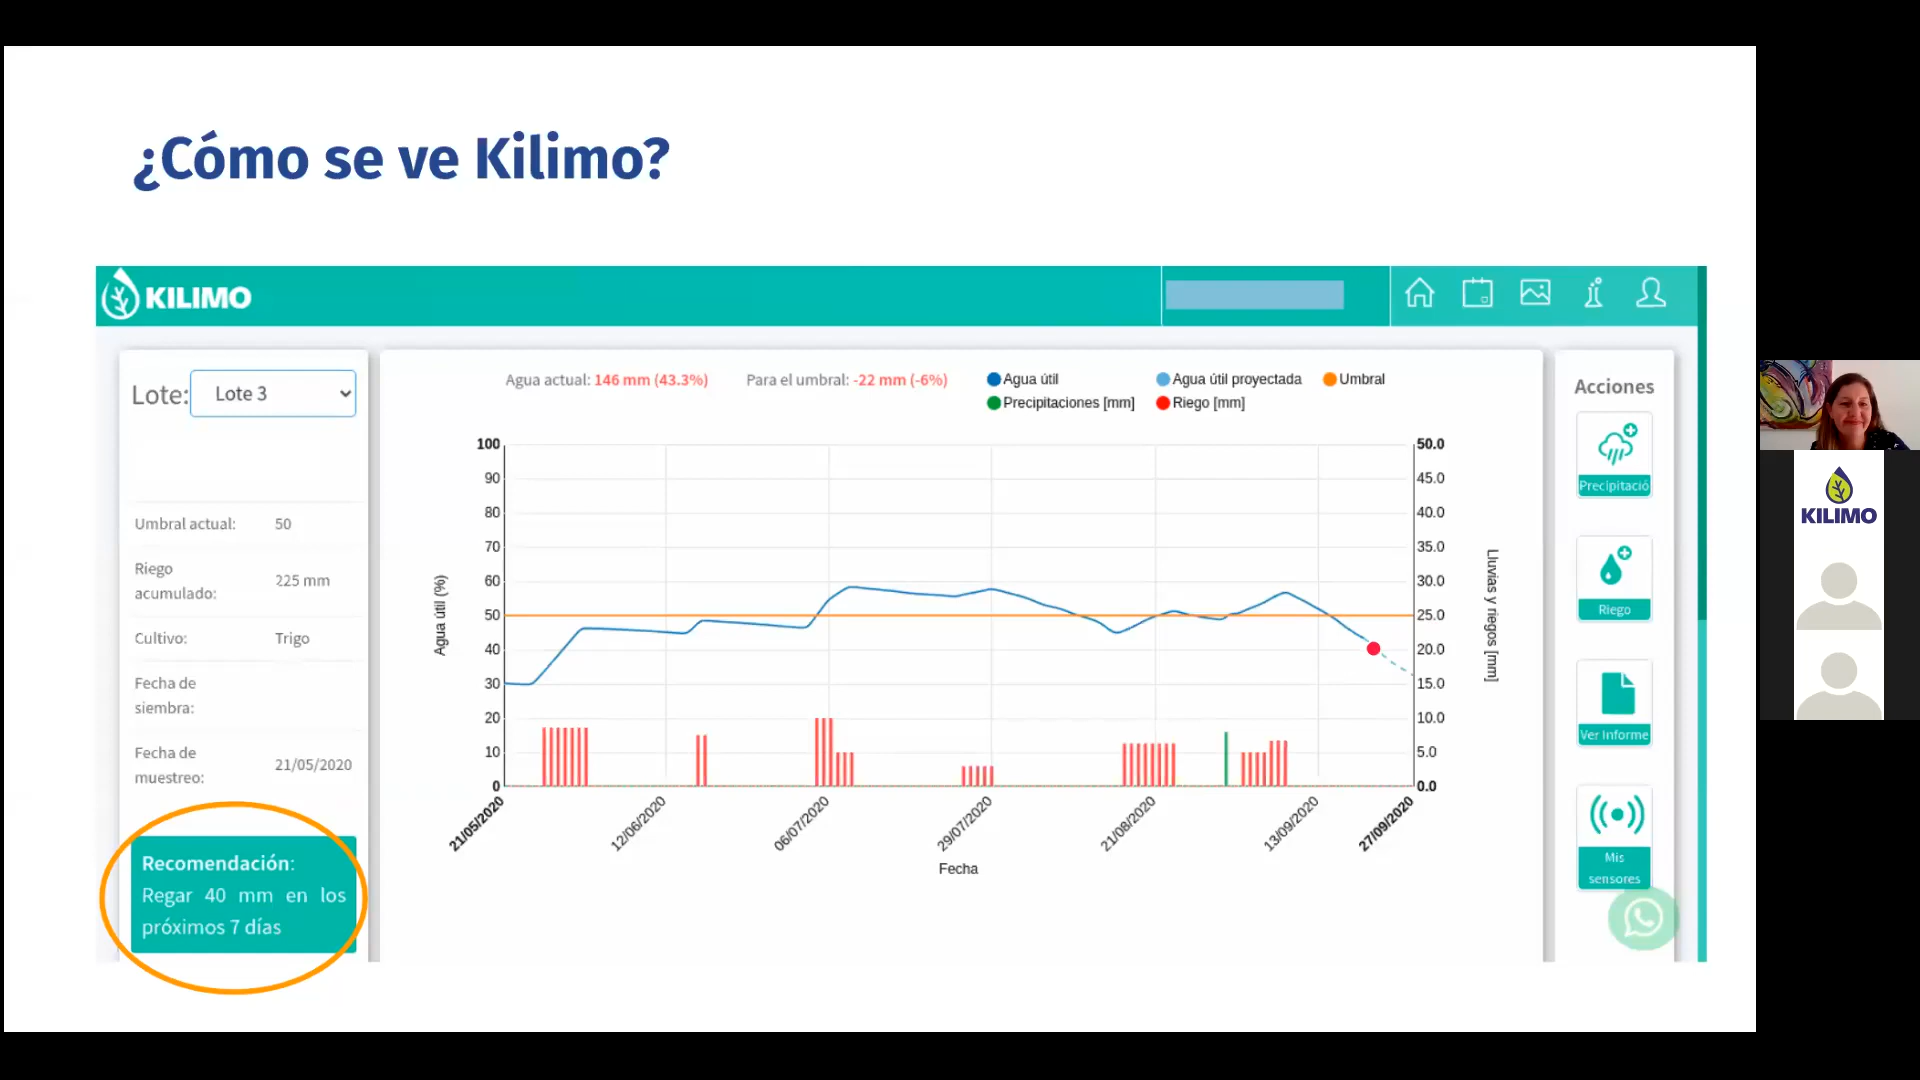 ¿Cómo se ve Kilimo?
KILIMO
Lote: Lote 3
Umbral actual: 50
Riego
acumulado: 225 mm
Cultivo: Trigo
Fecha de
siembra:
Fecha de
muestreo: 21/05/2020
Recomendación:
Regar 40 mm en los
próximos 7 días
Agua actual: 146 mm (43.3%) Para el umbral: -22 mm (-6%)
Agua útil Agua útil proyectada Umbral
Precipitaciones [mm] Riego [mm]
Agua útil (%)
100
90
80
70
60
50
40
30
20
10
0
50.0
45.0
40.0
35.0
30.0
25.0
20.0
15.0
10.0
5.0
0.0
Lluvias y riegos [mm]
21/05/2020 12/06/2020 06/07/2020 29/07/2020 21/08/2020 13/09/2020 27/09/2020
Fecha
Acciones
Precipitació
Riego
Ver Informe
Mis
sensores
KILIMO